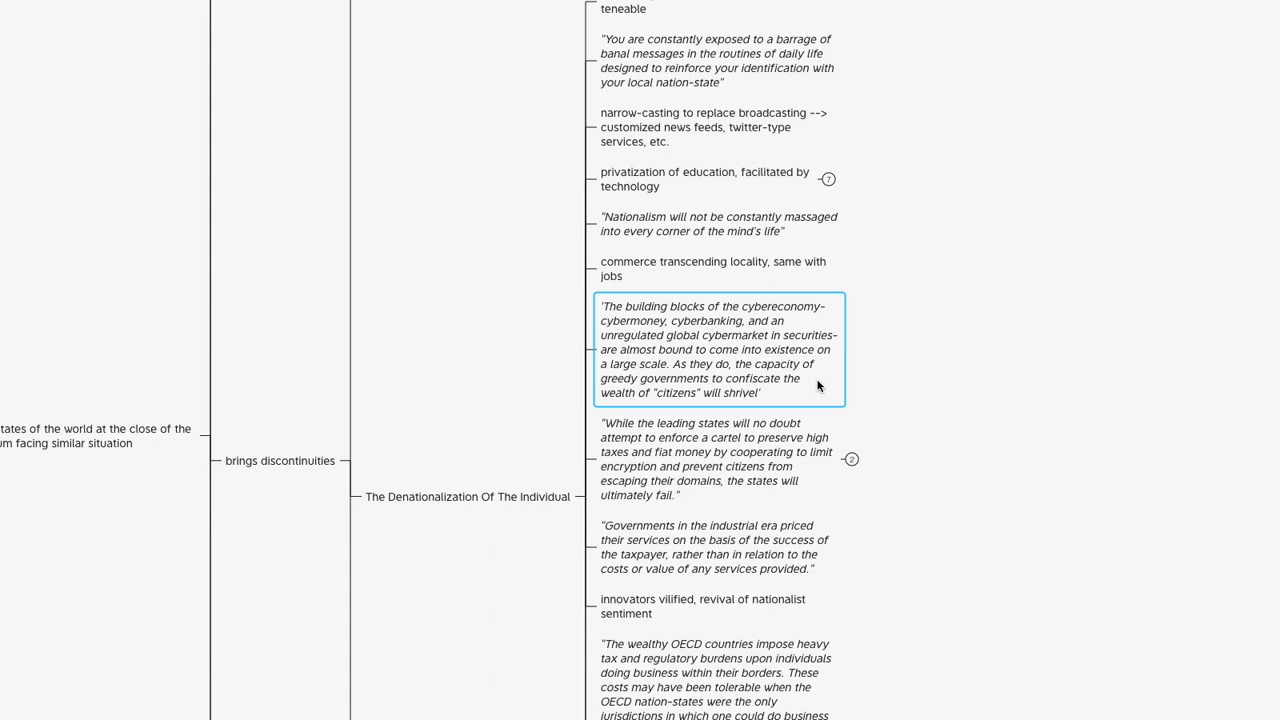 teneable
"You are constantly exposed to a barrage of
banal messages in the routines of daily life
designed to reinforce your identification with
your local nation-state"
narrow-casting to replace broadcasting -->
customized news feeds, twitter-type
services, etc.
privatization of education, facilitated by
technology
7
"Nationalism will not be constantly massaged
into every corner of the mind's life"
commerce transcending locality, same with
jobs
'The building blocks of the cybereconomy-
cybermoney, cyberbanking, and an
unregulated global cybermarket in securities-
are almost bound to come into existence on
a large scale. As they do, the capacity of
greedy governments to confiscate the
wealth of "citizens" will shrivel'
tates of the world at the close of the
um facing similar situation
brings discontinuities
The Denationalization Of The Individual
"While the leading states will no doubt
attempt to enforce a cartel to preserve high
taxes and fiat money by cooperating to limit
encryption and prevent citizens from
escaping their domains, the states will
ultimately fail."
2
"Governments in the industrial era priced
their services on the basis of the success of
the taxpayer, rather than in relation to the
costs or value of any services provided."
innovators vilified, revival of nationalist
sentiment
"The wealthy OECD countries impose heavy
tax and regulatory burdens upon individuals
doing business within their borders. These
costs may have been tolerable when the
OECD nation-states were the only
jurisdictions in which one could do business